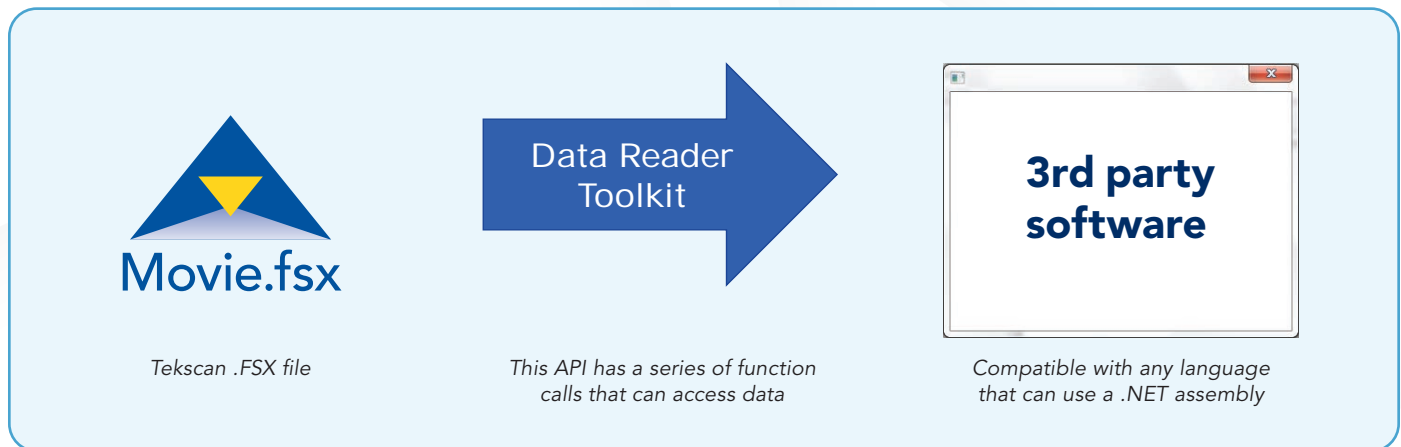 Movie.fsx
Tekscan .FSX file
Data Reader
Toolkit
This API has a series of function
calls that can access data
X
3rd party
software
Compatible with any language
that can use a .NET assembly